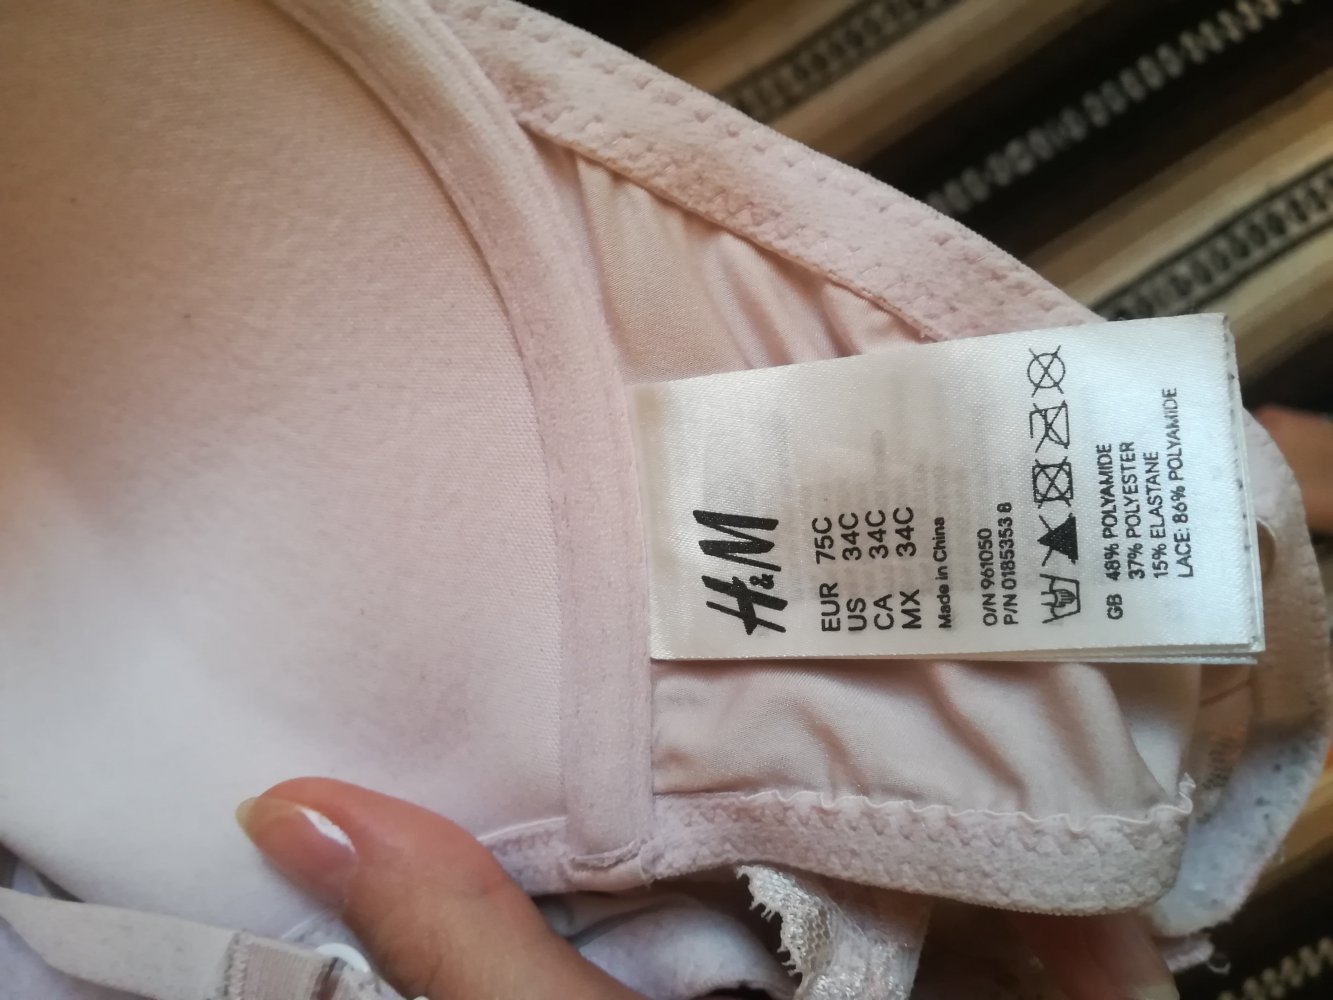 H&M
EUR 75C
US 34C
CA 34C
MX 34C
Made in China
O/N 961050
P/N 0185353 8
GB 48% POLYAMIDE
37% POLYESTER
15% ELASTANE
LACE: 86% POLYAMIDE